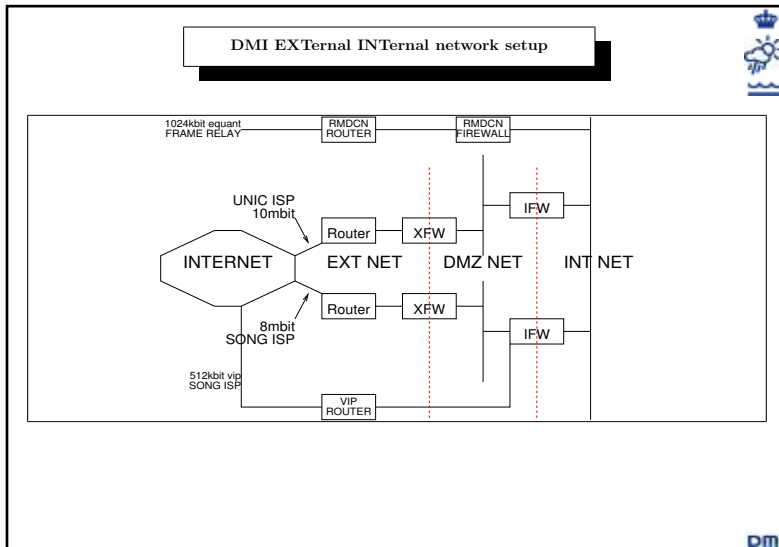 DMI EXTernal INTernal network setup
1024kbit equant
FRAME RELAY
RMDCN
ROUTER
RMDCN
FIREWALL
UNIC ISP
10mbit
IFW
Router
XFW
INTERNET
EXT NET
DMZ NET
INT NET
Router
XFW
8mbit
SONG ISP
IFW
512kbit vip
SONG ISP
VIP
ROUTER
DMI